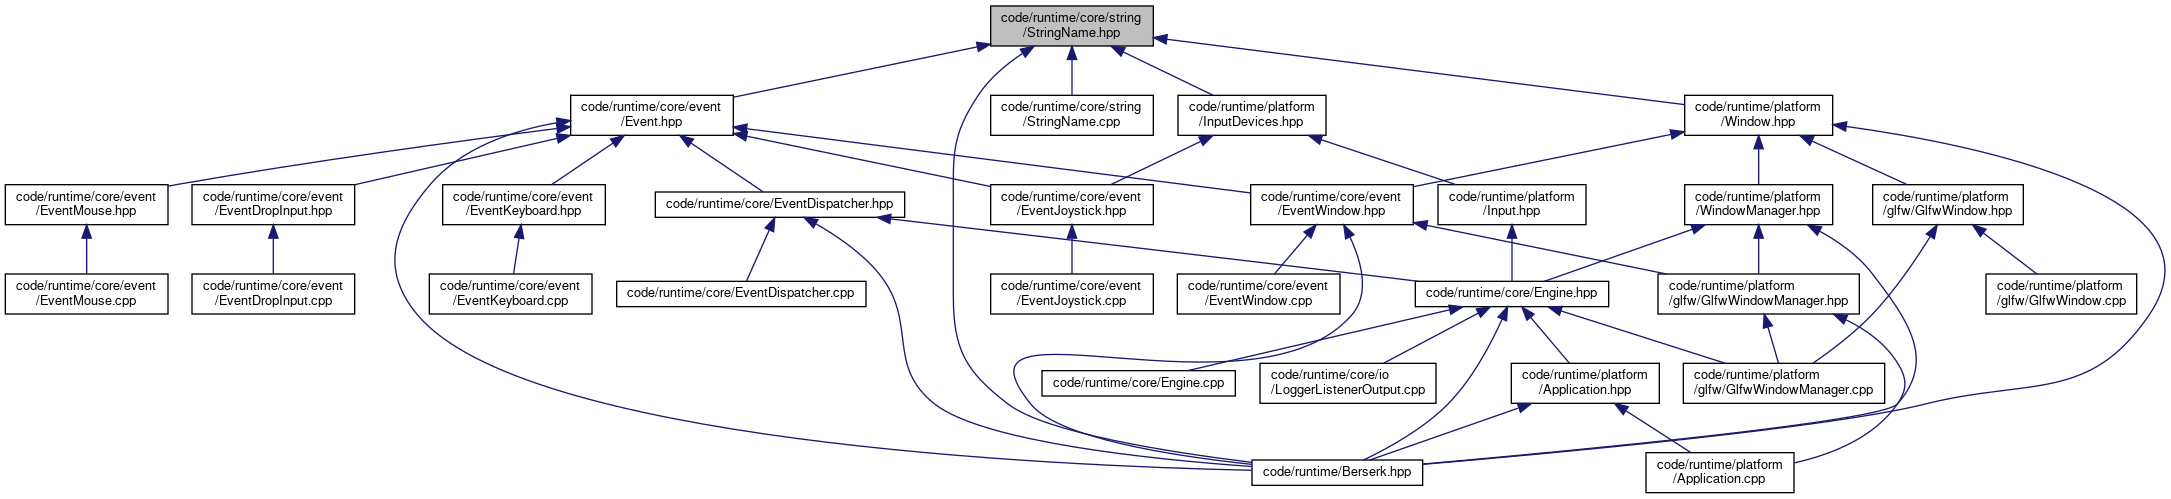 code/runtime/core/string
/StringName.hpp
code/runtime/core/event
/Event.hpp
code/runtime/core/string
/StringName.cpp
code/runtime/platform
/InputDevices.hpp
code/runtime/platform
/Window.hpp
code/runtime/core/event
/EventMouse.hpp
code/runtime/core/event
/EventDropInput.hpp
code/runtime/core/event
/EventKeyboard.hpp
code/runtime/core/EventDispatcher.hpp
code/runtime/core/event
/EventJoystick.hpp
code/runtime/core/event
/EventWindow.hpp
code/runtime/platform
/Input.hpp
code/runtime/platform
/WindowManager.hpp
code/runtime/platform
/glfw/GlfwWindow.hpp
code/runtime/core/event
/EventMouse.cpp
code/runtime/core/event
/EventDropInput.cpp
code/runtime/core/event
/EventKeyboard.cpp
code/runtime/core/EventDispatcher.cpp
code/runtime/core/event
/EventJoystick.cpp
code/runtime/core/event
/EventWindow.cpp
code/runtime/core/Engine.hpp
code/runtime/platform
/glfw/GlfwWindowManager.hpp
code/runtime/platform
/glfw/GlfwWindow.cpp
code/runtime/core/Engine.cpp
code/runtime/core/io
/LoggerListenerOutput.cpp
code/runtime/platform
/Application.hpp
code/runtime/platform
/glfw/GlfwWindowManager.cpp
code/runtime/Berserk.hpp
code/runtime/platform
/Application.cpp